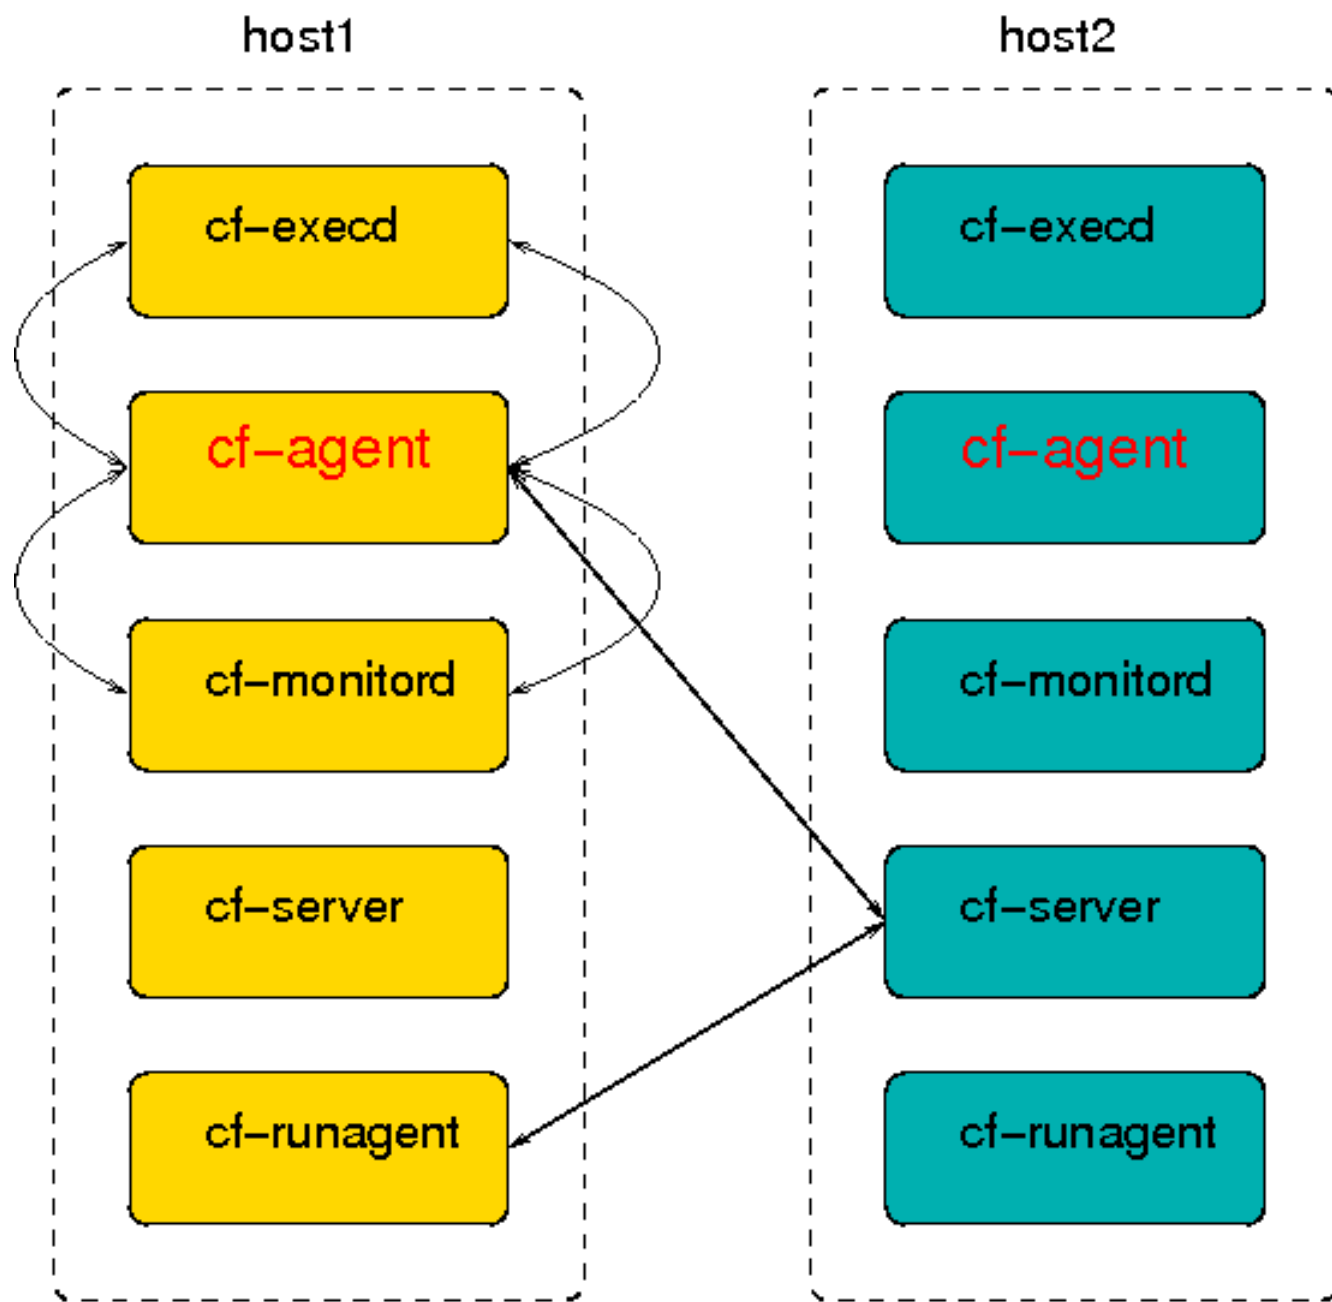 host1
cf-execd
cf-agent
cf-monitord
cf-server
cf-runagent
host2
cf-execd
cf-agent
cf-monitord
cf-server
cf-runagent